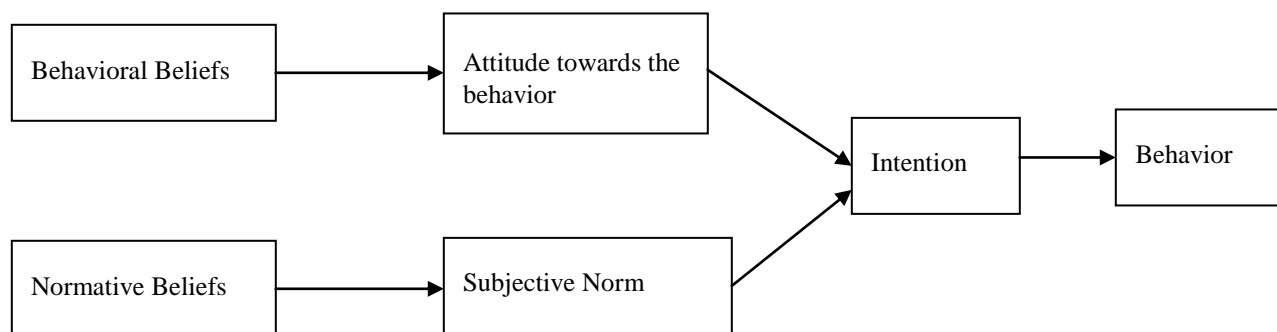 Behavioral Beliefs
Attitude towards the
behavior
Intention
Behavior
Normative Beliefs
Subjective Norm